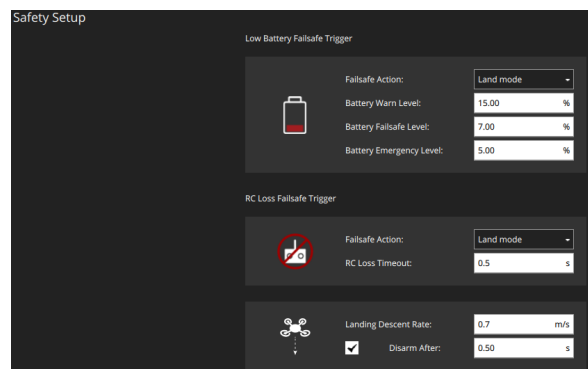 Safety Setup
Low Battery Failsafe Trigger
Failsafe Action: Land mode
Battery Warn Level: 15.00 %
Battery Failsafe Level: 7.00 %
Battery Emergency Level: 5.00 %
RC Loss Failsafe Trigger
Failsafe Action: Land mode
RC Loss Timeout: 0.5 s
Landing Descent Rate: 0.7 m/s
Disarm After: 0.50 s